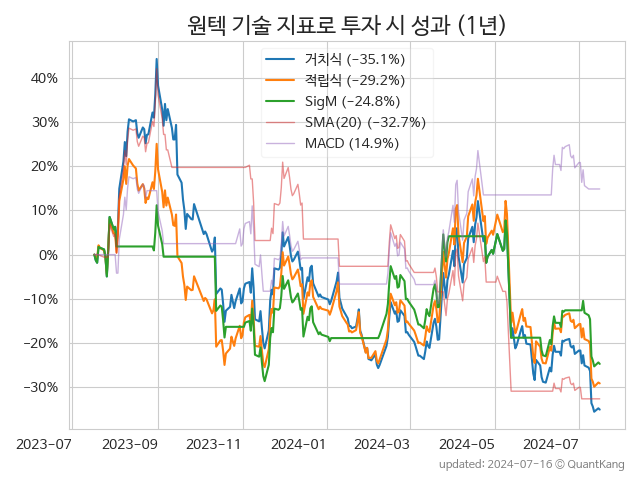 원텍 기술 지표로 투자 시 성과 (1년)
거치식 (−35.1%)
적립식 (−29.2%)
SigM (−24.8%)
SMA(20) (−32.7%)
MACD (14.9%)
40%
30%
20%
10%
0%
−10%
−20%
−30%
2023-07 2023-09 2023-11 2024-01 2024-03 2024-05 2024-07
updated: 2024-07-16 © QuantKang